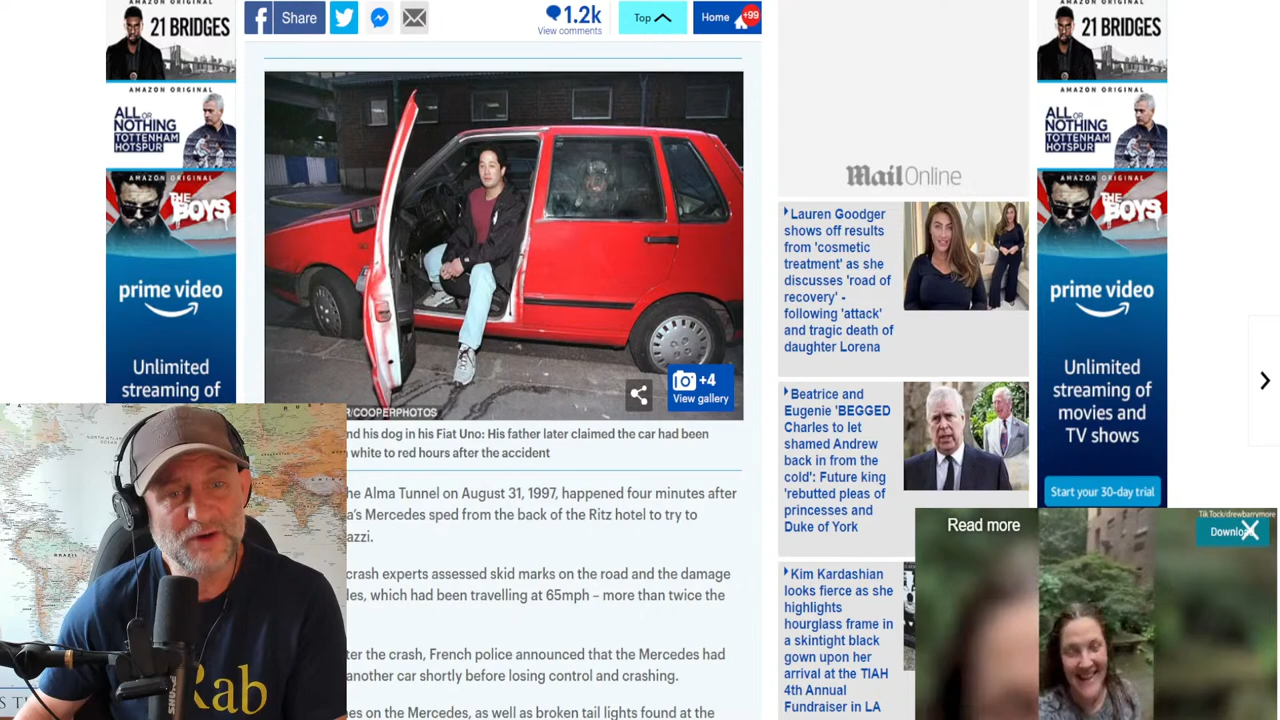 21 BRIDGES
AMAZON ORIGINAL
ALL OR
NOTHING
TOTTENHAM
HOTSPUR
AMAZON ORIGINAL
THE
BOYS
prime video
Unlimited
streaming of
f Share
1.2k
View comments
Top
Home
+99
R/COOPERPHOTOS
+4
View gallery
nd his dog in his Fiat Uno: His father later claimed the car had been
white to red hours after the accident
he Alma Tunnel on August 31, 1997, happened four minutes after
a's Mercedes sped from the back of the Ritz hotel to try to
azzi.
crash experts assessed skid marks on the road and the damage
les, which had been travelling at 65mph – more than twice the
ter the crash, French police announced that the Mercedes had
another car shortly before losing control and crashing.
es on the Mercedes, as well as broken tail lights found at the
BRAZIL
SHURE
Rab
Mail Online
Lauren Goodger
shows off results
from 'cosmetic
treatment' as she
discusses 'road of
recovery' -
following 'attack'
and tragic death of
daughter Lorena
Beatrice and
Eugenie 'BEGGED
Charles to let
shamed Andrew
back in from the
cold': Future king
'rebutted pleas of
princesses and
Duke of York
Kim Kardashian
looks fierce as she
highlights
hourglass frame in
a skintight black
gown upon her
arrival at the TIAH
4th Annual
Fundraiser in LA
21 BRIDGES
AMAZON ORIGINAL
ALL OR
NOTHING
TOTTENHAM
HOTSPUR
AMAZON ORIGINAL
THE
BOYS
prime video
Unlimited
streaming of
movies and
TV shows
Start your 30-day trial
Read more
Tik Tock/drewbarrymore
Downlo